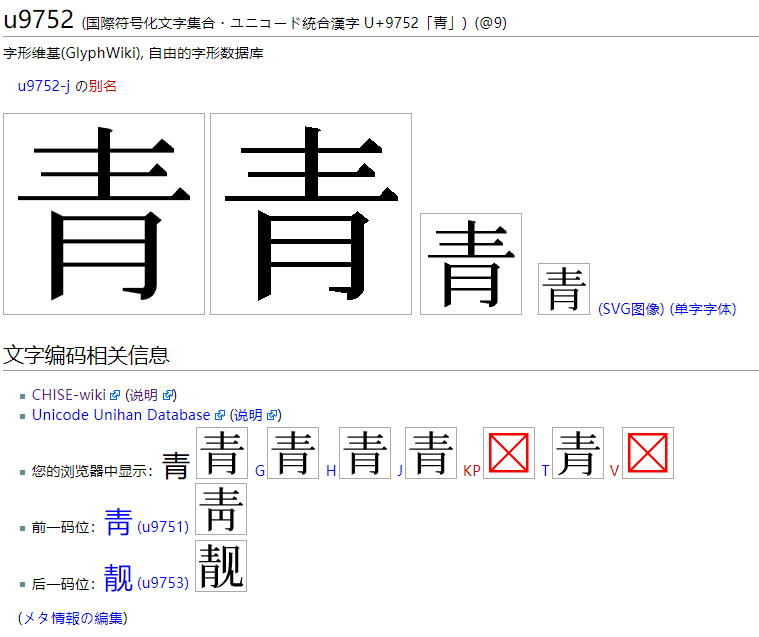 u9752 (国際符号化文字集合・ユニコード統合漢字 U+9752「青」) (@9)
字形维基(GlyphWiki), 自由的字形数据库
u9752-j の別名
青 青 青 青 (SVG图像) (单字字体)
文字编码相关信息
CHISE-wiki (说明)
Unicode Unihan Database (说明)
您的浏览器中显示：青 青 G 青 H 青 J 青 KP T 青 V
前一码位：靑 (u9751) 靑
后一码位：靓 (u9753) 靓
(メタ情報の編集)